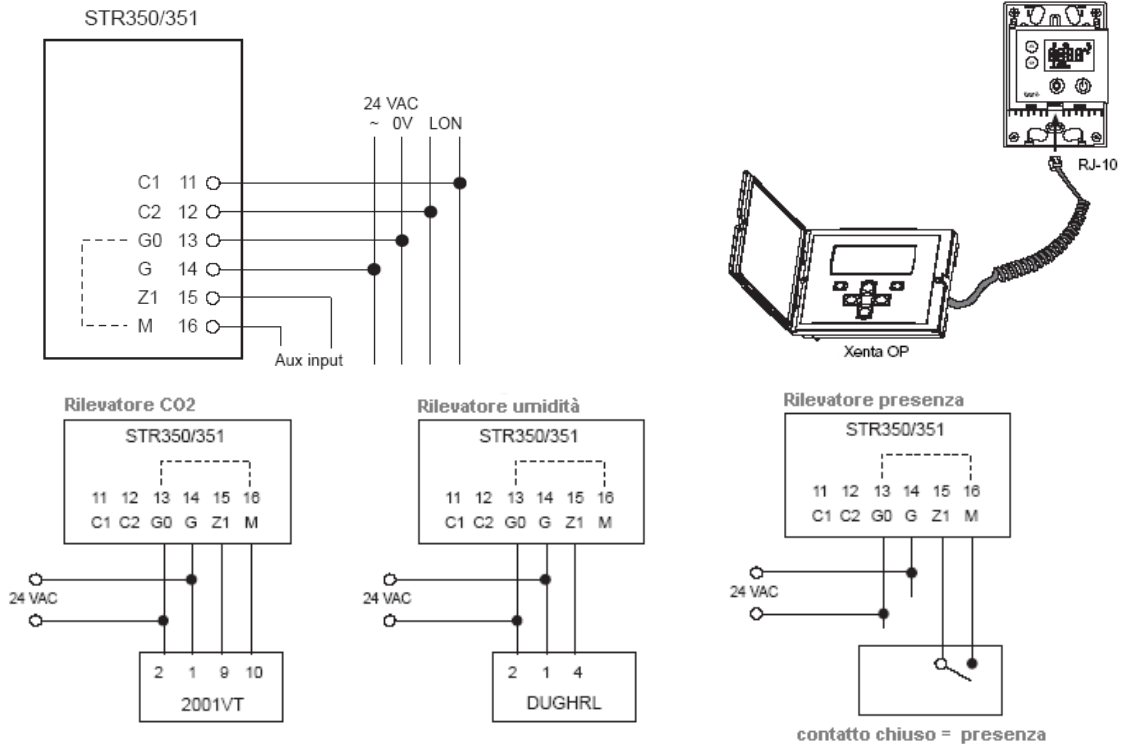 STR350/351
24 VAC
~ 0V LON
C1 11
C2 12
G0 13
G 14
Z1 15
M 16
Aux input
RJ-10
Xenta OP
Rilevatore CO2
STR350/351
11 12 13 14 15 16
C1 C2 G0 G Z1 M
24 VAC
2 1 9 10
2001VT
Rilevatore umidità
STR350/351
11 12 13 14 15 16
C1 C2 G0 G Z1 M
24 VAC
2 1 4
DUGHRL
Rilevatore presenza
STR350/351
11 12 13 14 15 16
C1 C2 G0 G Z1 M
24 VAC
contatto chiuso = presenza